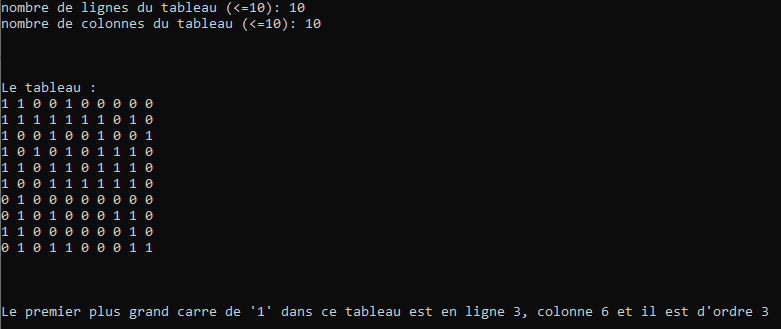 nombre de lignes du tableau (<=10): 10
nombre de colonnes du tableau (<=10): 10
Le tableau :
1 1 0 0 1 0 0 0 0 0
1 1 1 1 1 1 1 0 1 0
1 0 0 1 0 0 1 0 0 1
1 0 1 0 1 0 1 1 1 0
1 1 0 1 1 0 1 1 1 0
1 0 0 1 1 1 1 1 1 0
0 1 0 0 0 0 0 0 0 0
0 1 0 1 0 0 0 1 1 0
1 1 0 0 0 0 0 0 1 0
0 1 0 1 1 0 0 0 1 1
Le premier plus grand carre de '1' dans ce tableau est en ligne 3, colonne 6 et il est d'ordre 3